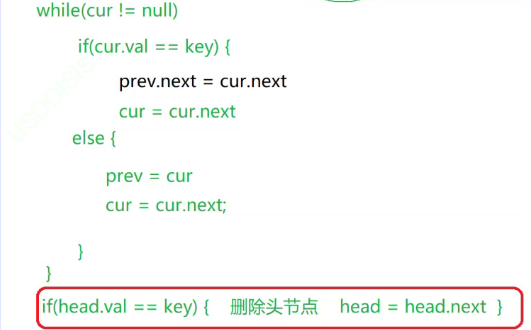 while(cur != null)
if(cur.val == key) {
prev.next = cur.next
cur = cur.next
else {
prev = cur
cur = cur.next;
}
}
if(head.val == key) { 删除头节点 head = head.next }